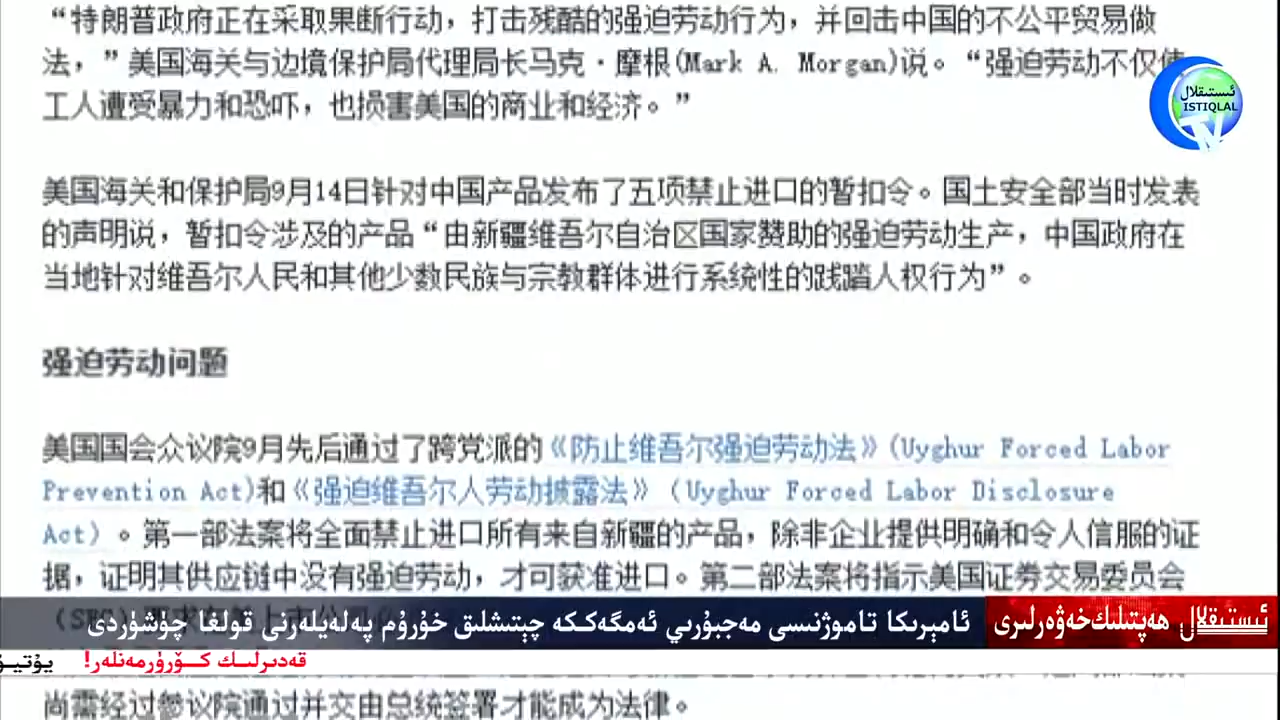 “特朗普政府正在采取果断行动，打击残酷的强迫劳动行为，并回击中国的不公平贸易做
法，”美国海关与边境保护局代理局长马克·摩根(Mark A. Morgan)说。“强迫劳动不仅使
工人遭受暴力和恐吓，也损害美国的商业和经济。”
ئىستىقلال
ISTIQLAL
TV
美国海关和保护局9月14日针对中国产品发布了五项禁止进口的暂扣令。国土安全部当时发表
的声明说，暂扣令涉及的产品“由新疆维吾尔自治区国家赞助的强迫劳动生产，中国政府在
当地针对维吾尔人民和其他少数民族与宗教群体进行系统性的践踏人权行为”。
强迫劳动问题
美国国会众议院9月先后通过了跨党派的《防止维吾尔强迫劳动法》(Uyghur Forced Labor
Prevention Act)和《强迫维吾尔人劳动披露法》（Uyghur Forced Labor Disclosure
Act）。第一部法案将全面禁止进口所有来自新疆的产品，除非企业提供明确和令人信服的证
据，证明其供应链中没有强迫劳动，才可获准进口。第二部法案将指示美国证券交易委员会
ئىستىقلال ھەپتىلىك خەۋەرلىرى
ئامېرىكا تاموژنىسى مەجبۇرىي ئەمگەككە چېتىشلىق خۇرۇم پەلەيلەرنى قولغا چۈشۈردى
قەدىرلىك كۆرۈرمەنلەر! يۇتىيۇ
尚需经过参议院通过并交由总统签署才能成为法律。